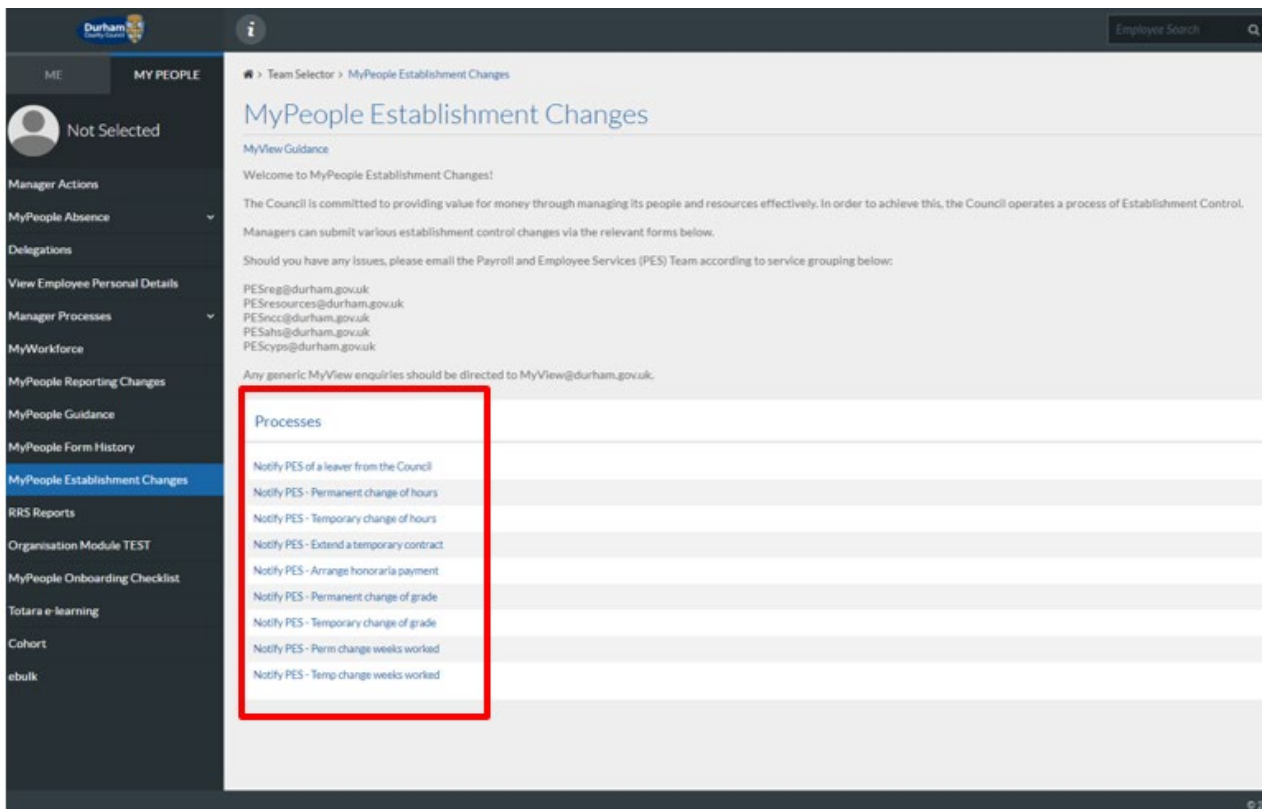 Durham
County Council
Employee Search
ME
MY PEOPLE
Not Selected
Manager Actions
MyPeople Absence
Delegations
View Employee Personal Details
Manager Processes
MyWorkforce
MyPeople Reporting Changes
MyPeople Guidance
MyPeople Form History
MyPeople Establishment Changes
RRS Reports
Organisation Module TEST
MyPeople Onboarding Checklist
Totara e-learning
Cohort
ebulk
> Team Selector > MyPeople Establishment Changes
MyPeople Establishment Changes
MyView Guidance
Welcome to MyPeople Establishment Changes!
The Council is committed to providing value for money through managing its people and resources effectively. In order to achieve this, the Council operates a process of Establishment Control.
Managers can submit various establishment control changes via the relevant forms below.
Should you have any issues, please email the Payroll and Employee Services (PES) Team according to service grouping below:
PESreg@durham.gov.uk
PESresources@durham.gov.uk
PESncc@durham.gov.uk
PESahs@durham.gov.uk
PEScyps@durham.gov.uk
Any generic MyView enquiries should be directed to MyView@durham.gov.uk.
Processes
Notify PES of a leaver from the Council
Notify PES - Permanent change of hours
Notify PES - Temporary change of hours
Notify PES - Extend a temporary contract
Notify PES - Arrange honoraria payment
Notify PES - Permanent change of grade
Notify PES - Temporary change of grade
Notify PES - Perm change weeks worked
Notify PES - Temp change weeks worked